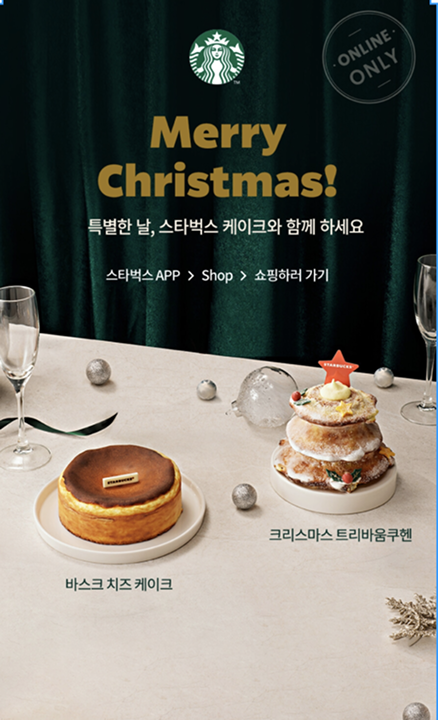 ONLINE
ONLY
Merry
Christmas!
특별한 날, 스타벅스 케이크와 함께 하세요
스타벅스 APP > Shop > 쇼핑하러 가기
STARBUCKS
크리스마스 트리바움쿠헨
바스크 치즈 케이크